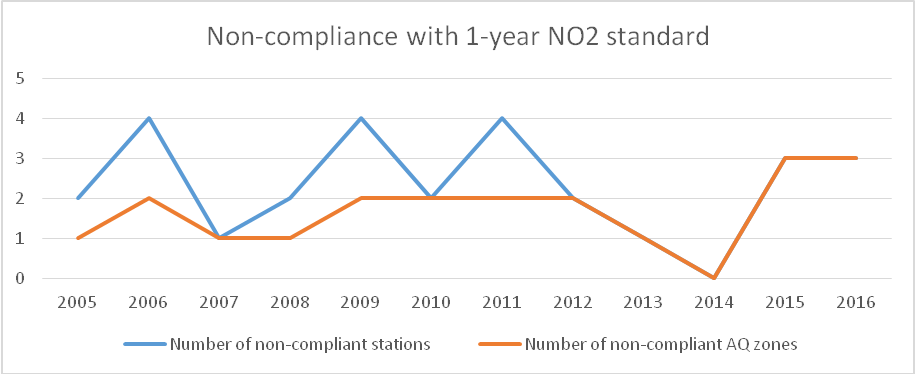 Non-compliance with 1-year NO2 standard
5
4
3
2
1
0
2005 2006 2007 2008 2009 2010 2011 2012 2013 2014 2015 2016
Number of non-compliant stations Number of non-compliant AQ zones